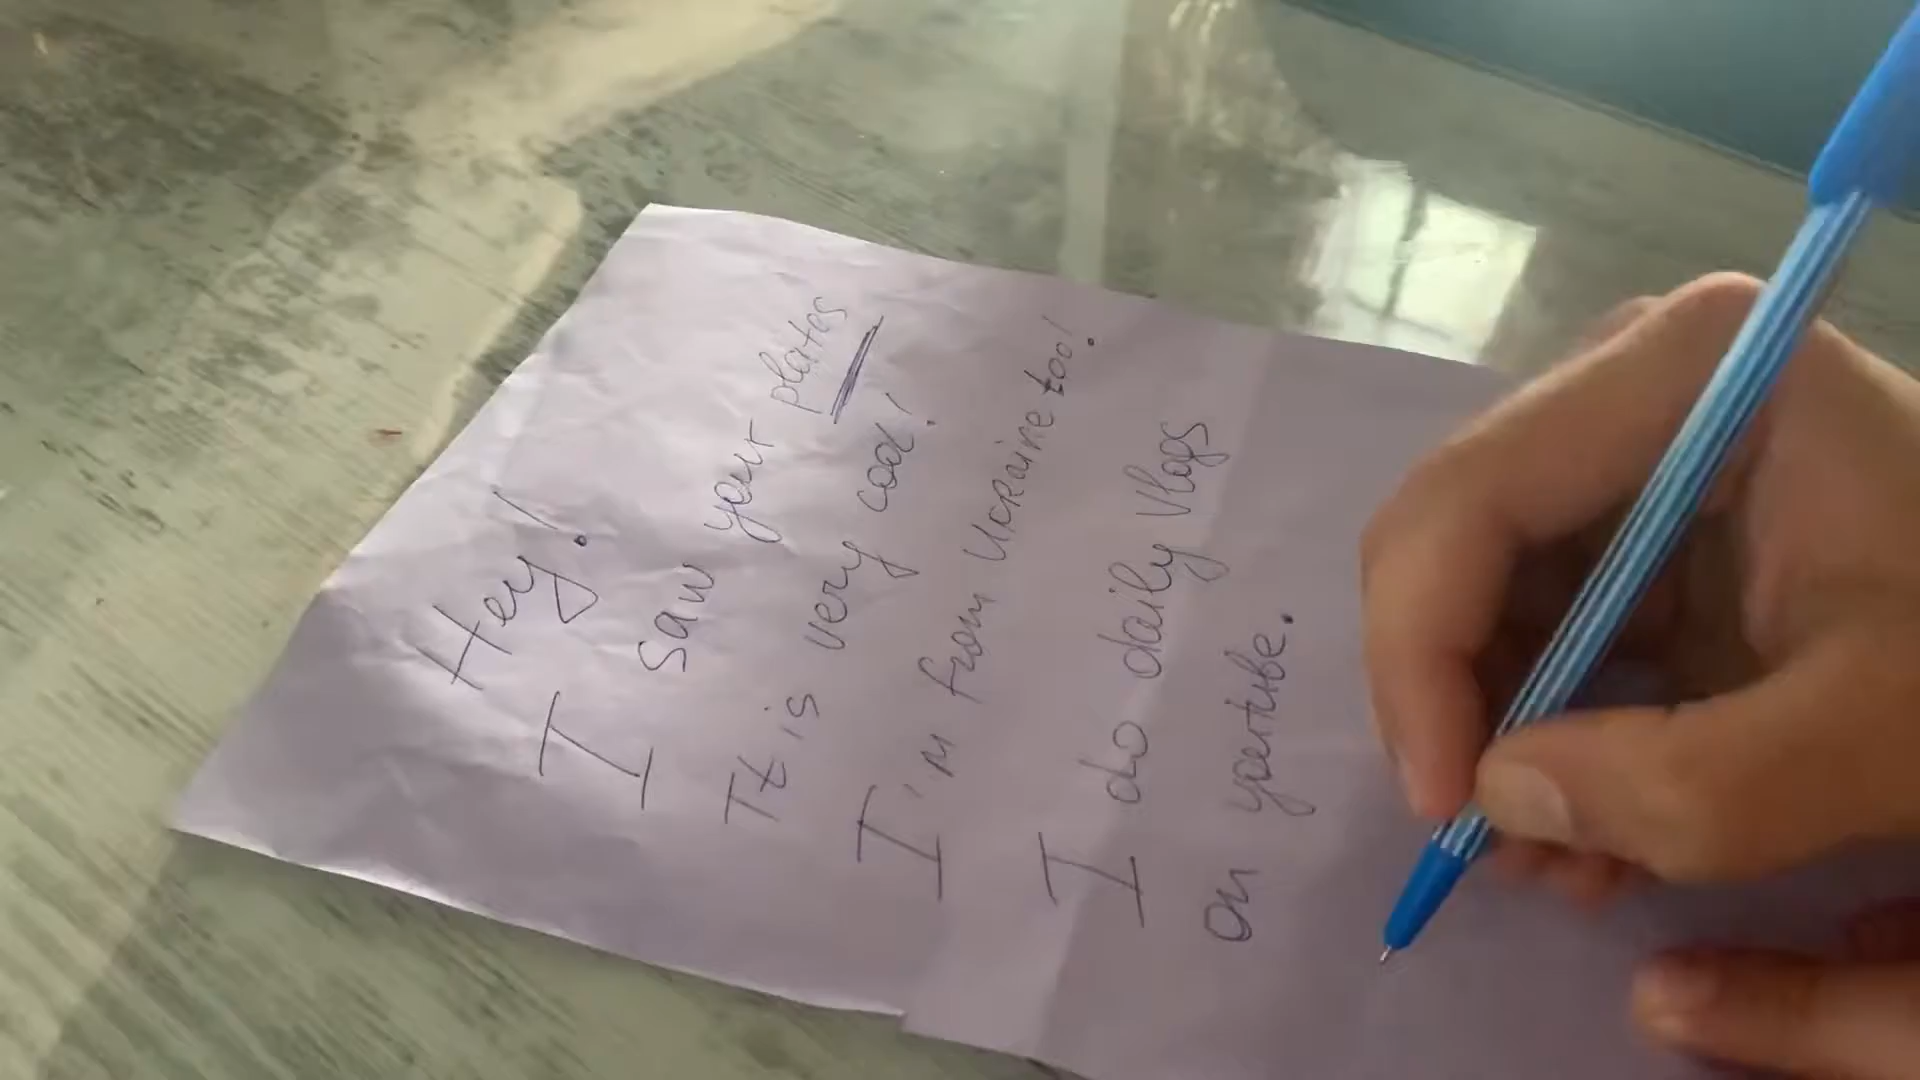 Hey!
I saw your plates
It is very cool!
I'm from Ukraine too!
I do daily vlogs
on youtube.